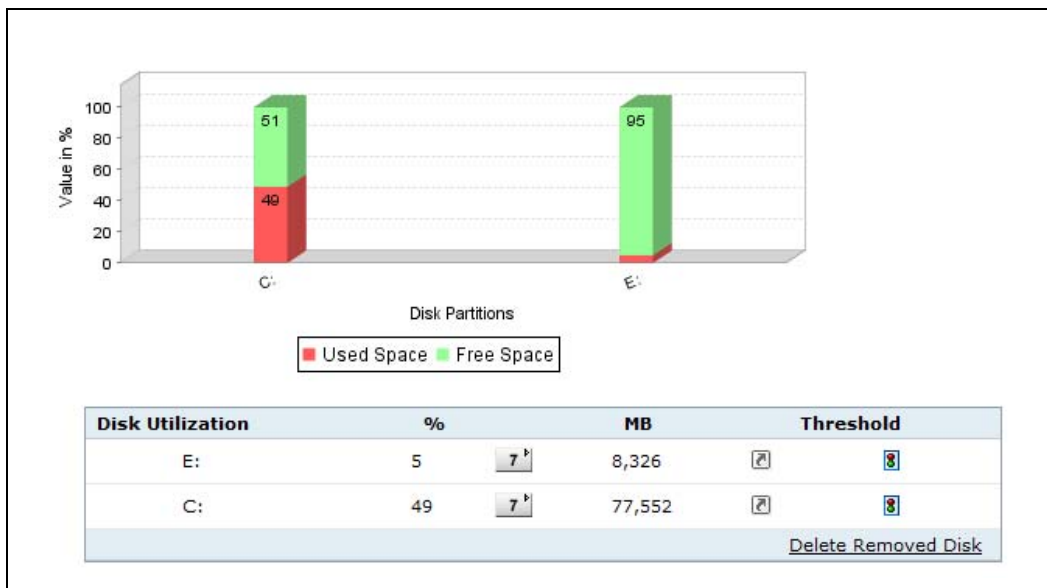 100
80
60
40
20
0
Value in %
51
49
95
C:
E:
Disk Partitions
Used Space Free Space
Disk Utilization % MB Threshold
E: 5 7 8,326
C: 49 7 77,552
Delete Removed Disk